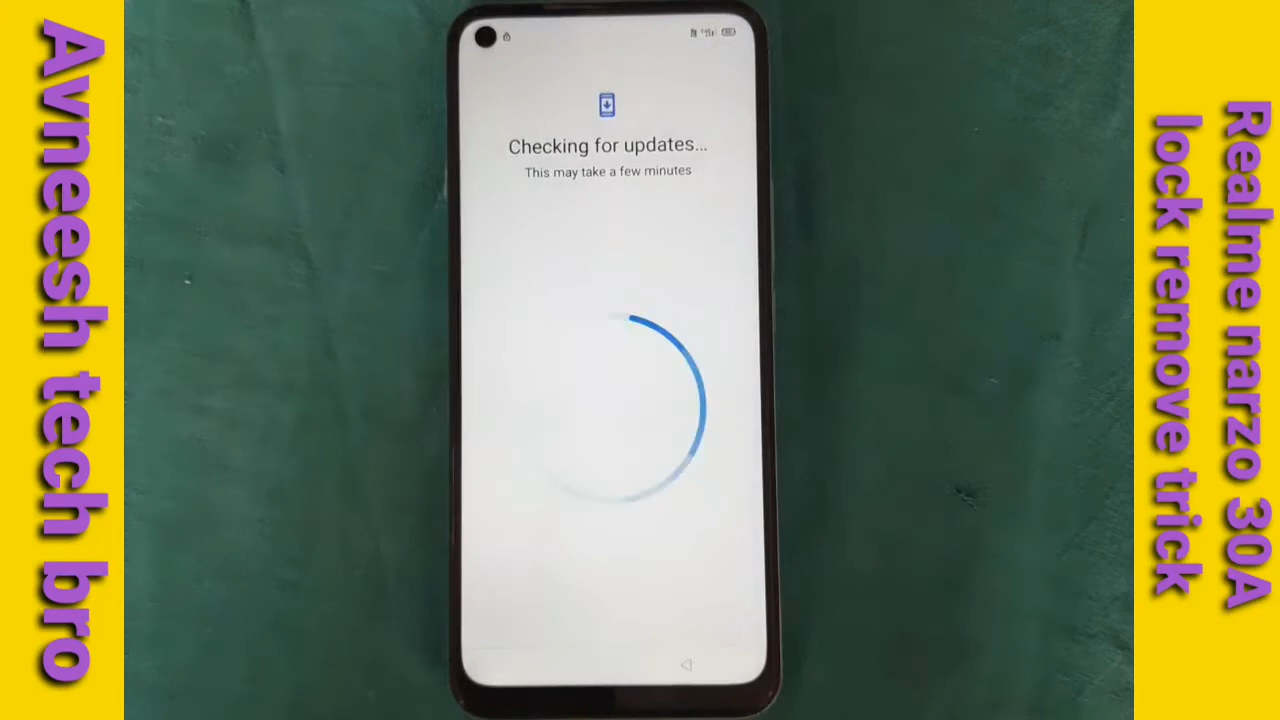 Avneesh tech bro
Checking for updates...
This may take a few minutes
Realme narzo 30A
lock remove trick